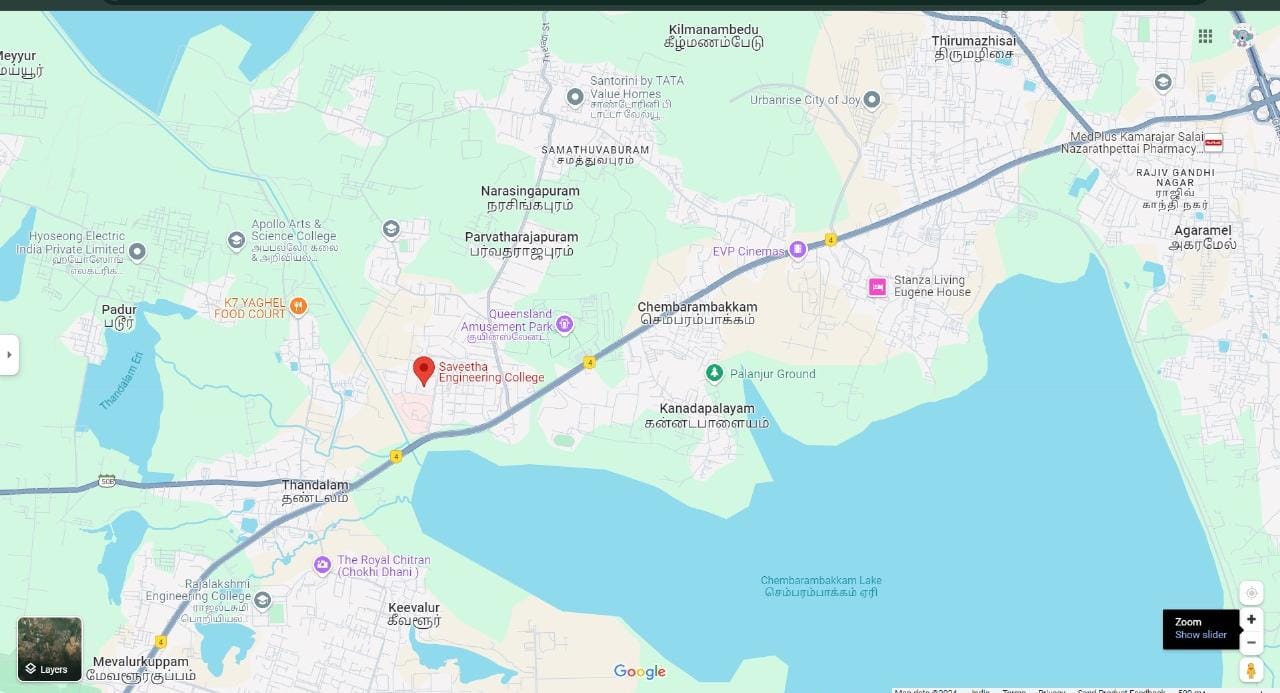 Kilmanambedu
கீழ்மணம்பேடு
Thirumazhisai
திருமழிசை
Meyyur
மெய்யூர்
Santorini by TATA
Value Homes
சாண்டோரினி பி
டாட்டா வேல்யூ
Urbanrise City of Joy
MedPlus Kamarajar Salai
Nazarathpettai Pharmacy...
SAMATHUVABURAM
சமத்துவபுரம்
RAJIV GANDHI
NAGAR
ராஜிவ்
காந்தி நகர்
Narasingapuram
நரசிங்கபுரம்
Apollo Arts &
Science College
அப்பல்லோ கலை
& அறிவியல்...
Hyoseong Electric
India Private Limited
ஹயோஸோங்
எலக்டரிக்...
Parvatharajapuram
பர்வதராஜபுரம்
Agaramel
அகரமேல்
EVP Cinemas
4
Stanza Living
Eugene House
K7 YAGHEL
FOOD COURT
Padur
படூர்
Chembarambakkam
செம்பரம்பாக்கம்
Queensland
Amusement Park
குயின்ஸ்லேன்ட்...
4
Saveetha
Engineering College
Palanjur Ground
Thandalam Eri
Kanadapalayam
கன்னடபாளையம்
4
50E
Thandalam
தண்டலம்
The Royal Chitran
(Chokhi Dhani )
Chembarambakkam Lake
செம்பரம்பாக்கம் ஏரி
Rajalakshmi
Engineering College
ராஜலட்சுமி
பொறியியல்
Keevalur
கீவளூர்
Zoom
Show slider
4
Layers
Mevalurkuppam
மேவளூர்குப்பம்
Google
Map data ©2024 India Terms Privacy Send Product Feedback 500 m